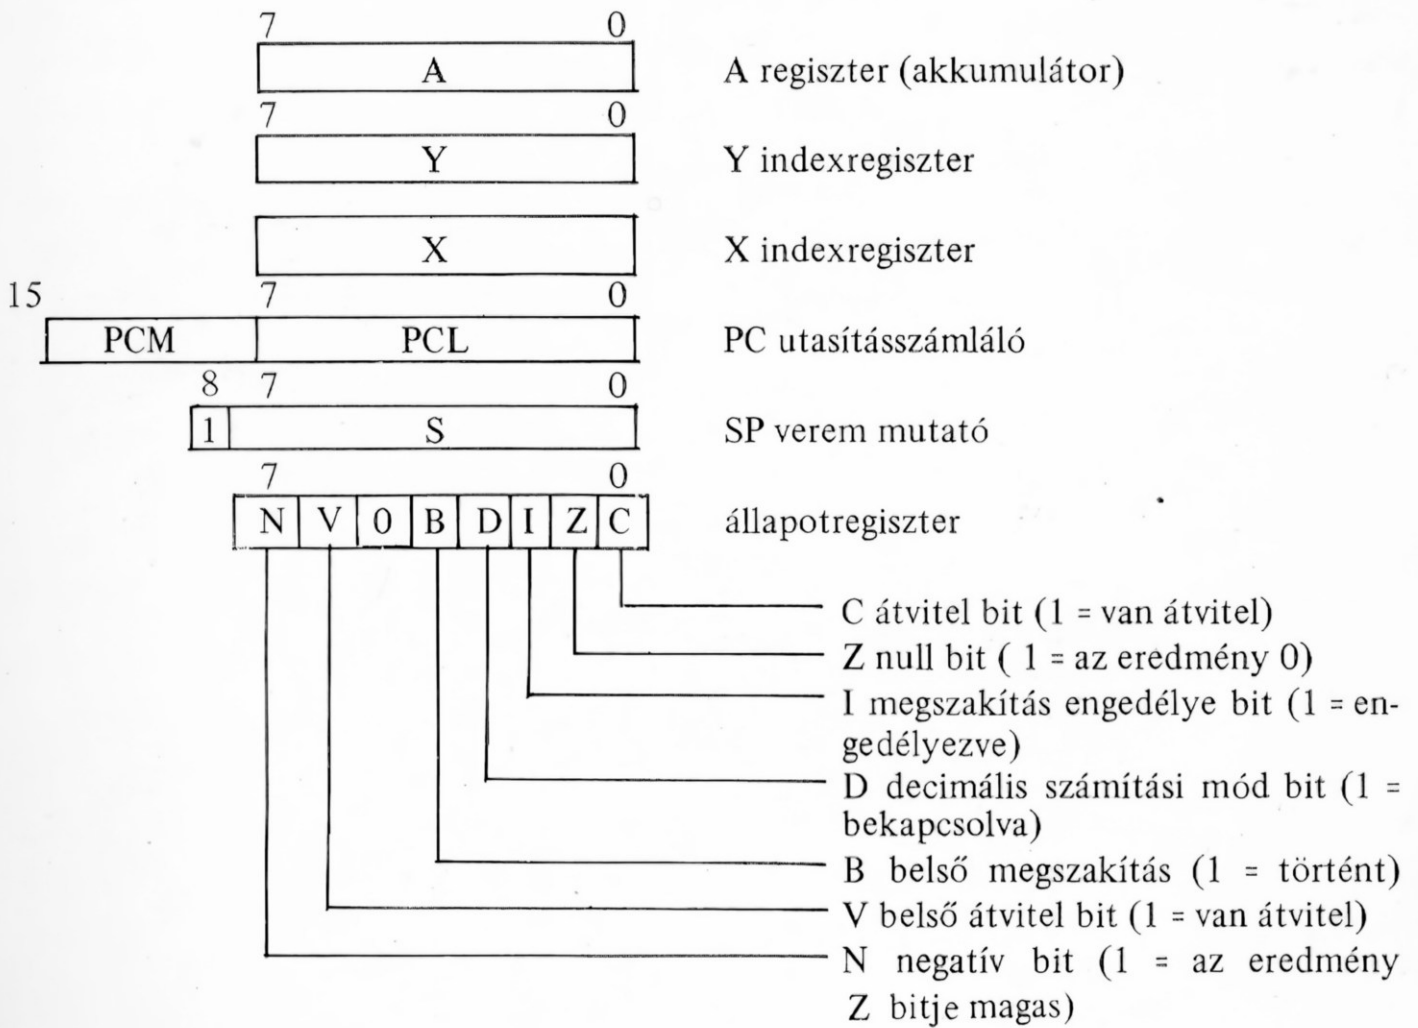 7 0
A A regiszter (akkumulátor)
7 0
Y Y indexregiszter
X X indexregiszter
15 7 0
PCM PCL PC utasításszámláló
8 7 0
1 S SP verem mutató
7 0
N V 0 B D I Z C állapotregiszter
C átvitel bit (1 = van átvitel)
Z null bit ( 1 = az eredmény 0)
I megszakítás engedélye bit (1 = en-
gedélyezve)
D decimális számítási mód bit (1 =
bekapcsolva)
B belső megszakítás (1 = történt)
V belső átvitel bit (1 = van átvitel)
N negatív bit (1 = az eredmény
Z bitje magas)